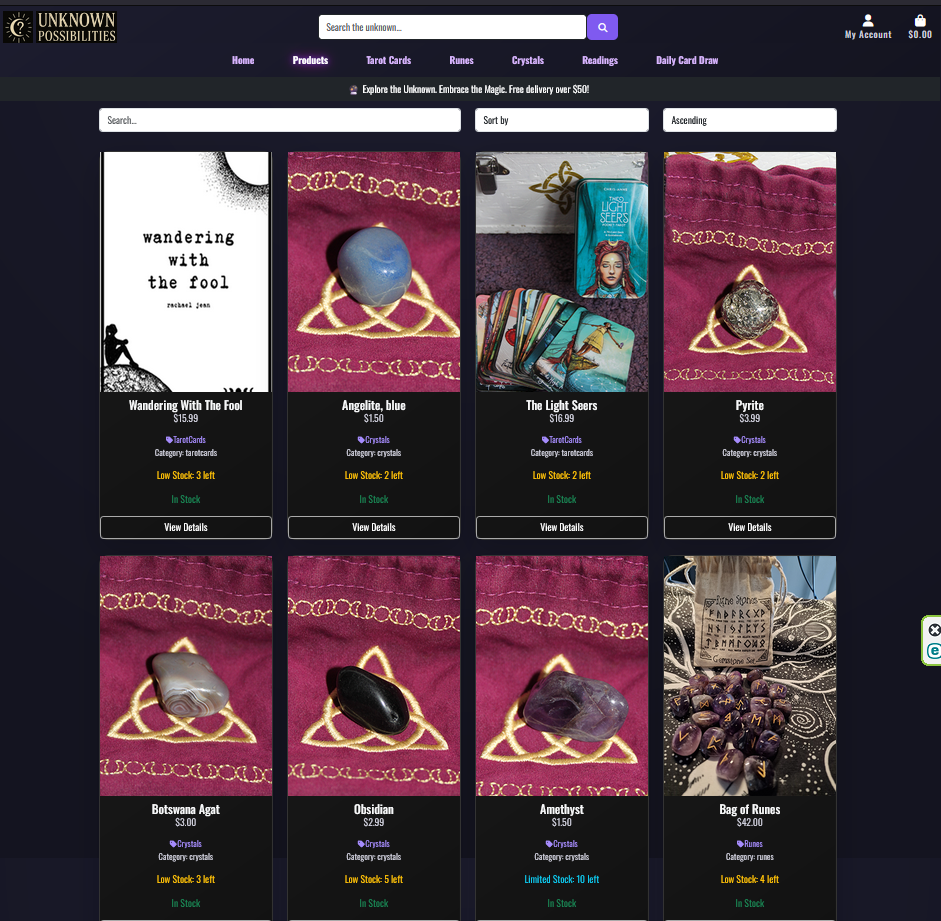 UNKNOWN
POSSIBILITIES
Search the unknown...
My Account
$0.00
Home
Products
Tarot Cards
Runes
Crystals
Readings
Daily Card Draw
Explore the Unknown. Embrace the Magic. Free delivery over $50!
Search...
Sort by
Ascending
wandering
with
the fool
rachael jean
THE
LIGHT
SEERS
Wandering With The Fool
$15.99
TarotCards
Category: tarotcards
Low Stock: 3 left
In Stock
View Details
Angelite, blue
$1.50
Crystals
Category: crystals
Low Stock: 2 left
In Stock
View Details
The Light Seers
$16.99
TarotCards
Category: tarotcards
Low Stock: 2 left
In Stock
View Details
Pyrite
$3.99
Crystals
Category: crystals
Low Stock: 2 left
In Stock
View Details
Rune Stones
Gemstone Set
Botswana Agat
$3.00
Crystals
Category: crystals
Low Stock: 3 left
In Stock
Obsidian
$2.99
Crystals
Category: crystals
Low Stock: 5 left
In Stock
Amethyst
$1.50
Crystals
Category: crystals
Limited Stock: 10 left
In Stock
Bag of Runes
$42.00
Runes
Category: runes
Low Stock: 4 left
In Stock